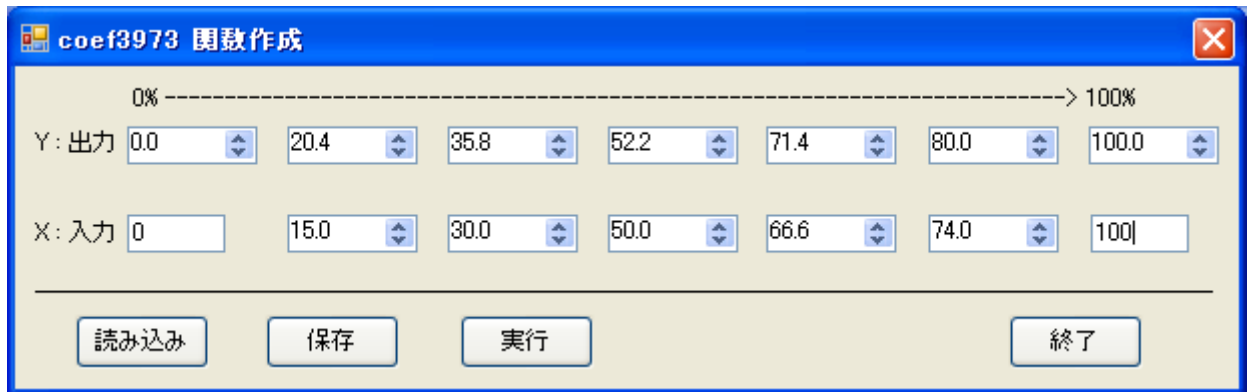 coef3973 関数作成
0% ---------------------------------------------------------------------------> 100%
Y : 出力 0.0 20.4 35.8 52.2 71.4 80.0 100.0
X : 入力 0 15.0 30.0 50.0 66.6 74.0 100
読み込み 保存 実行 終了